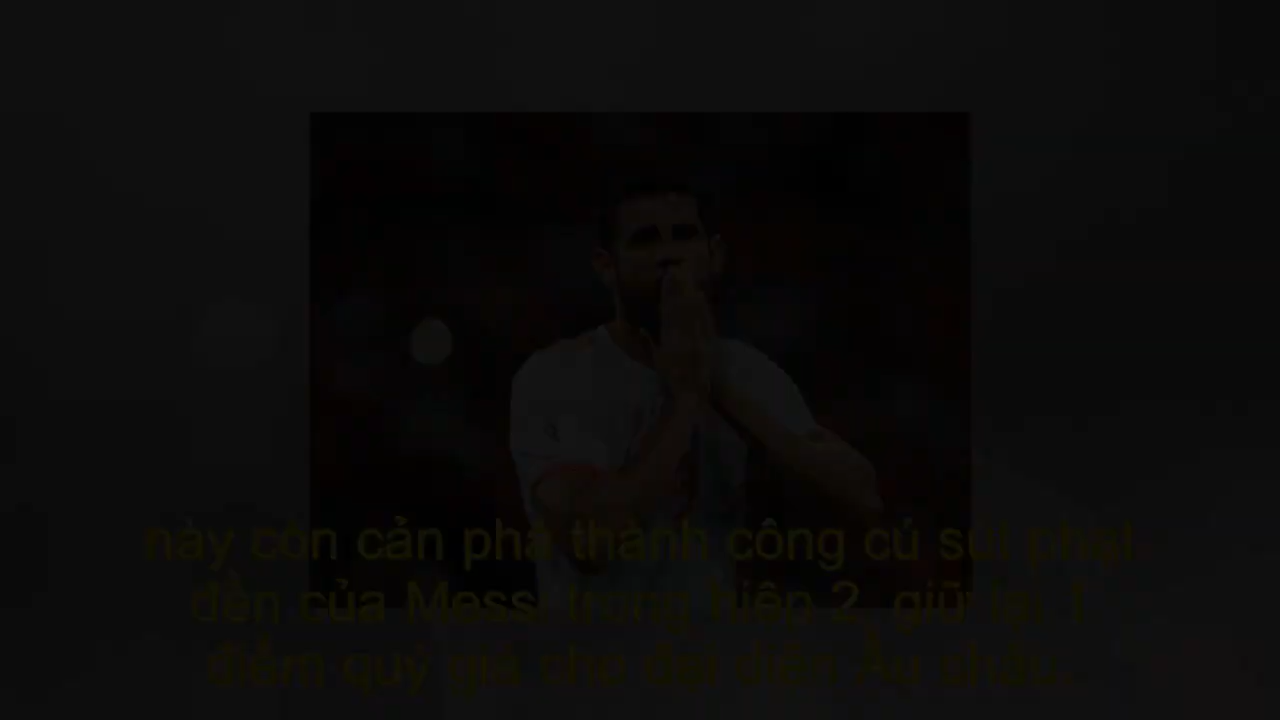 này còn cản phá thành công cú sút phạt
đền của Messi trong hiệp 2, giữ lại 1
điểm quý giá cho đại diện Âu châu.